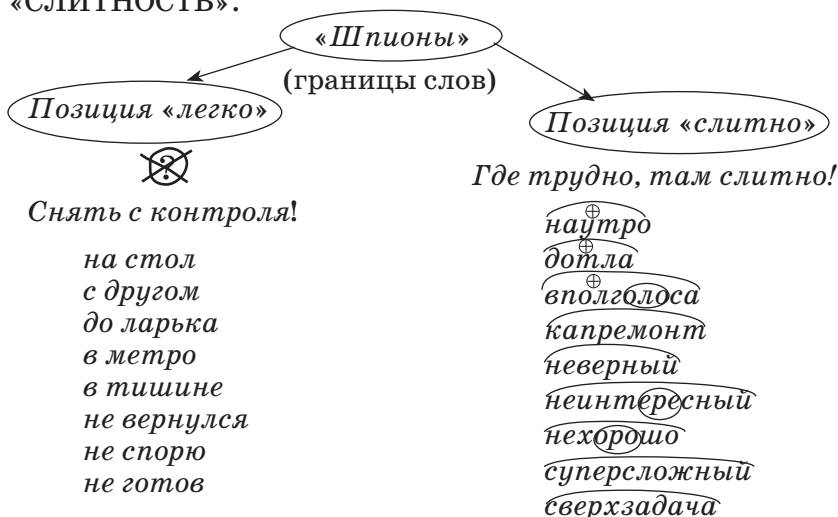 «СЛИТНОСТЬ».
«Шпионы»
(границы слов)
Позиция «легко»
?
Снять с контроля!
на стол
с другом
до ларька
в метро
в тишине
не вернулся
не спорю
не готов
Позиция «слитно»
Где трудно, там слитно!
наутро
дотла
вполголоса
капремонт
неверный
неинтересный
нехорошо
суперсложный
сверхзадача